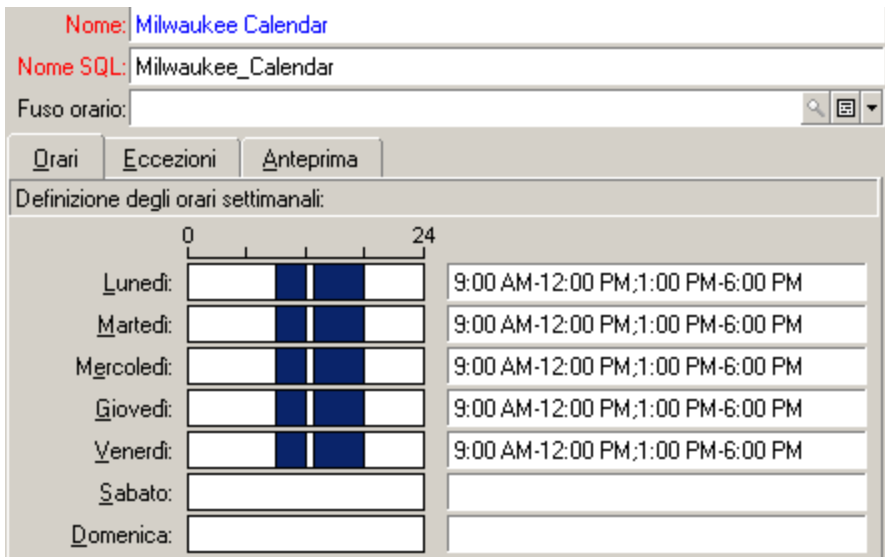 Nome: Milwaukee Calendar
Nome SQL: Milwaukee_Calendar
Fuso orario:
Orari Eccezioni Anteprima
Definizione degli orari settimanali:
0 24
Lunedì: 9:00 AM-12:00 PM;1:00 PM-6:00 PM
Martedì: 9:00 AM-12:00 PM;1:00 PM-6:00 PM
Mercoledì: 9:00 AM-12:00 PM;1:00 PM-6:00 PM
Giovedì: 9:00 AM-12:00 PM;1:00 PM-6:00 PM
Venerdì: 9:00 AM-12:00 PM;1:00 PM-6:00 PM
Sabato:
Domenica: